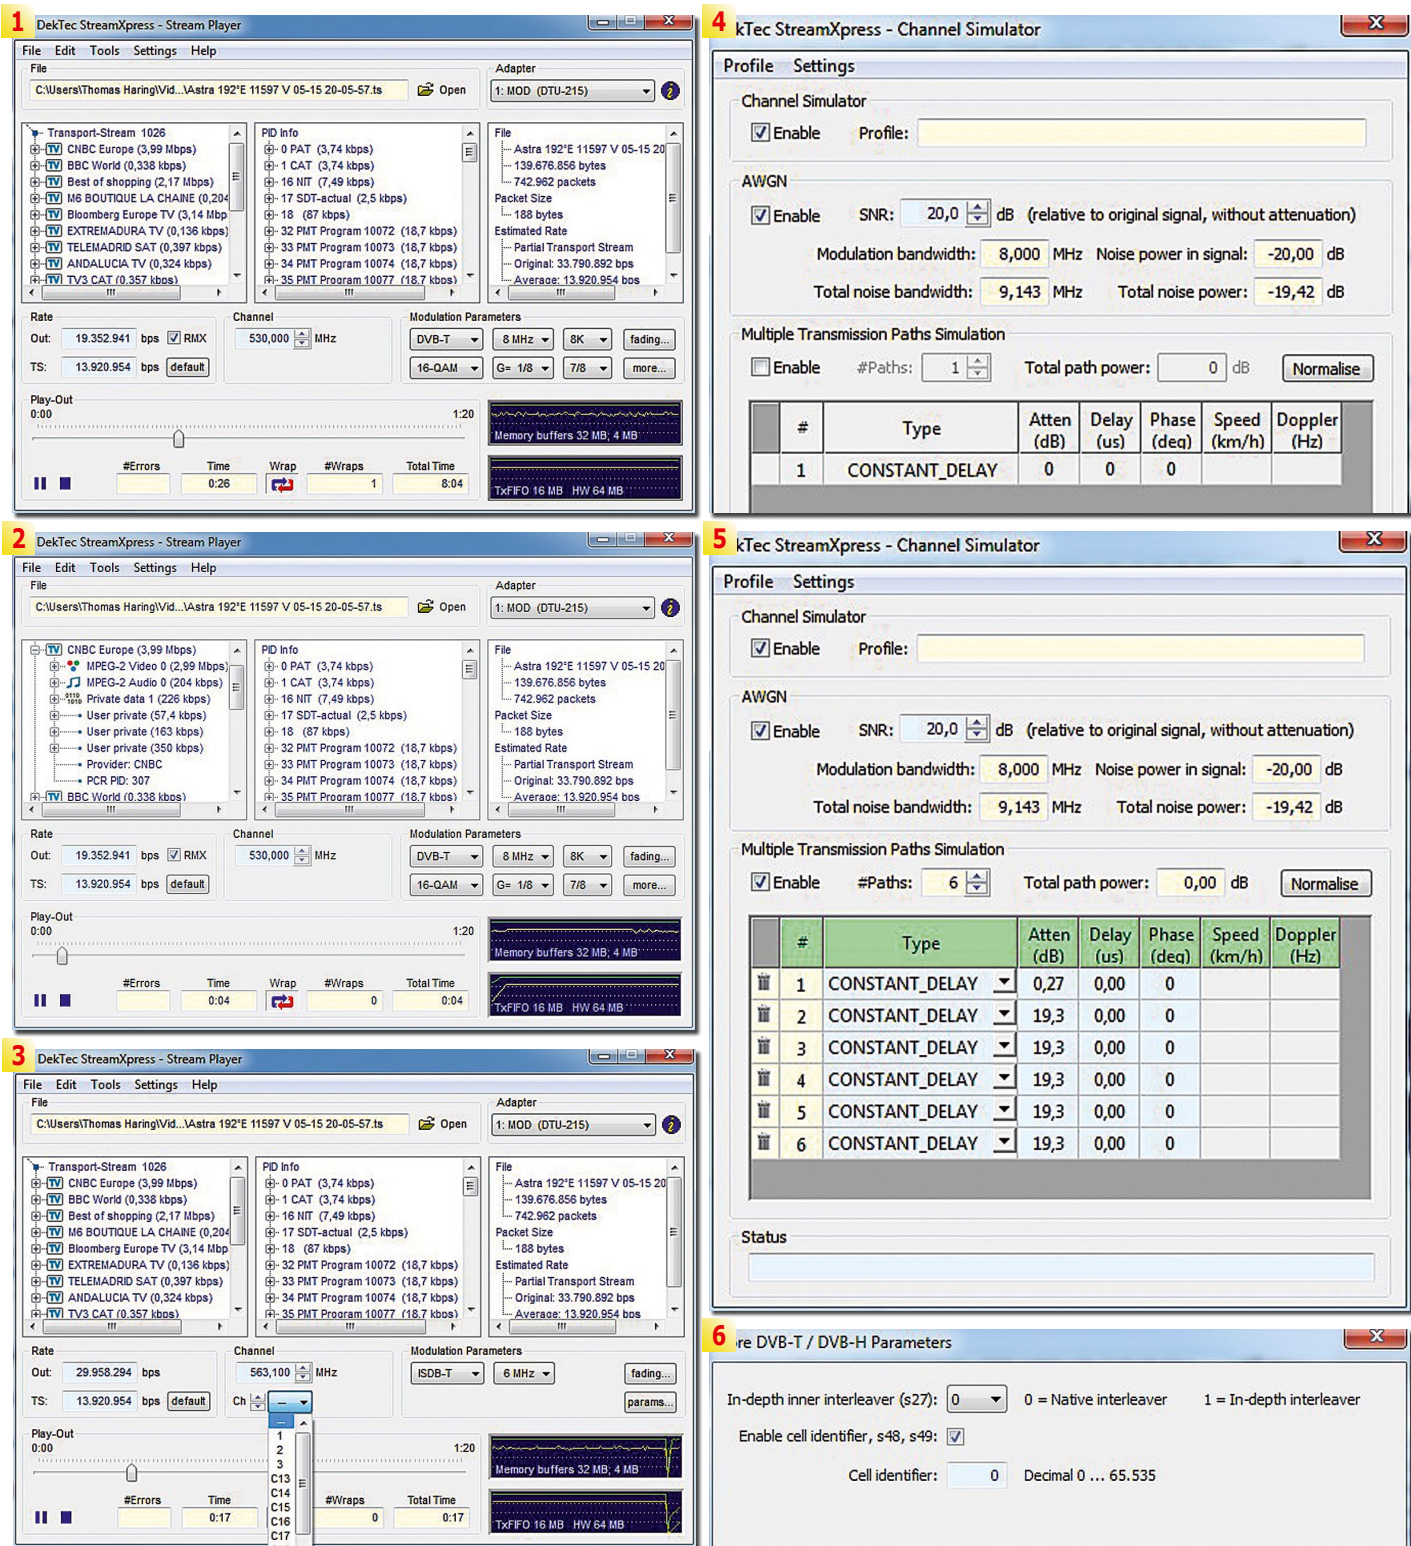 1
DekTec StreamXpress - Stream Player
File Edit Tools Settings Help
File
C:\Users\Thomas Haring\Vid...\Astra 192°E 11597 V 05-15 20-05-57.ts
Open
Adapter
1: MOD (DTU-215)
Transport-Stream 1026
CNBC Europe (3,99 Mbps)
BBC World (0,338 kbps)
Best of shopping (2,17 Mbps)
M6 BOUTIQUE LA CHAINE (0,204
Bloomberg Europe TV (3,14 Mbp
EXTREMADURA TV (0,136 kbps)
TELEMADRID SAT (0,397 kbps)
ANDALUCIA TV (0,324 kbps)
TV3 CAT (0.357 kbps)
PID Info
0 PAT (3,74 kbps)
1 CAT (3,74 kbps)
16 NIT (7,49 kbps)
17 SDT-actual (2,5 kbps)
18 (87 kbps)
32 PMT Program 10072 (18,7 kbps)
33 PMT Program 10073 (18,7 kbps)
34 PMT Program 10074 (18,7 kbps)
35 PMT Program 10077 (18.7 kbps)
File
Astra 192°E 11597 V 05-15 20
139.676.856 bytes
742.962 packets
Packet Size
188 bytes
Estimated Rate
Partial Transport Stream
Original: 33.790.892 bps
Average: 13.920.954 bps
Rate
Out: 19.352.941 bps RMX
TS: 13.920.954 bps default
Channel
530,000 MHz
Modulation Parameters
DVB-T 8 MHz 8K fading...
16-QAM G= 1/8 7/8 more...
Play-Out
0:00 1:20
#Errors Time Wrap #Wraps Total Time
0:26 1 8:04
Memory buffers 32 MB; 4 MB
TxFIFO 16 MB HW 64 MB
2
DekTec StreamXpress - Stream Player
File Edit Tools Settings Help
File
C:\Users\Thomas Haring\Vid...\Astra 192°E 11597 V 05-15 20-05-57.ts
Open
Adapter
1: MOD (DTU-215)
CNBC Europe (3,99 Mbps)
MPEG-2 Video 0 (2,99 Mbps)
MPEG-2 Audio 0 (204 kbps)
Private data 1 (226 kbps)
User private (57,4 kbps)
User private (163 kbps)
User private (350 kbps)
Provider: CNBC
PCR PID: 307
BBC World (0.338 kbps)
PID Info
0 PAT (3,74 kbps)
1 CAT (3,74 kbps)
16 NIT (7,49 kbps)
17 SDT-actual (2,5 kbps)
18 (87 kbps)
32 PMT Program 10072 (18,7 kbps)
33 PMT Program 10073 (18,7 kbps)
34 PMT Program 10074 (18,7 kbps)
35 PMT Program 10077 (18.7 kbps)
File
Astra 192°E 11597 V 05-15 20
139.676.856 bytes
742.962 packets
Packet Size
188 bytes
Estimated Rate
Partial Transport Stream
Original: 33.790.892 bps
Average: 13.920.954 bps
Rate
Out: 19.352.941 bps RMX
TS: 13.920.954 bps default
Channel
530,000 MHz
Modulation Parameters
DVB-T 8 MHz 8K fading...
16-QAM G= 1/8 7/8 more...
Play-Out
0:00 1:20
#Errors Time Wrap #Wraps Total Time
0:04 0 0:04
Memory buffers 32 MB; 4 MB
TxFIFO 16 MB HW 64 MB
3
DekTec StreamXpress - Stream Player
File Edit Tools Settings Help
File
C:\Users\Thomas Haring\Vid...\Astra 192°E 11597 V 05-15 20-05-57.ts
Open
Adapter
1: MOD (DTU-215)
Transport-Stream 1026
CNBC Europe (3,99 Mbps)
BBC World (0,338 kbps)
Best of shopping (2,17 Mbps)
M6 BOUTIQUE LA CHAINE (0,204
Bloomberg Europe TV (3,14 Mbp
EXTREMADURA TV (0,136 kbps)
TELEMADRID SAT (0,397 kbps)
ANDALUCIA TV (0,324 kbps)
TV3 CAT (0.357 kbps)
PID Info
0 PAT (3,74 kbps)
1 CAT (3,74 kbps)
16 NIT (7,49 kbps)
17 SDT-actual (2,5 kbps)
18 (87 kbps)
32 PMT Program 10072 (18,7 kbps)
33 PMT Program 10073 (18,7 kbps)
34 PMT Program 10074 (18,7 kbps)
35 PMT Program 10077 (18.7 kbps)
File
Astra 192°E 11597 V 05-15 20
139.676.856 bytes
742.962 packets
Packet Size
188 bytes
Estimated Rate
Partial Transport Stream
Original: 33.790.892 bps
Average: 13.920.954 bps
Rate
Out: 29.958.294 bps
TS: 13.920.954 bps default
Channel
563,100 MHz
Ch --
--
1
2
3
C13
C14
C15
C16
C17
Modulation Parameters
ISDB-T 6 MHz fading...
params...
Play-Out
0:00 1:20
#Errors Time #Wraps Total Time
0:17 0 0:17
Memory buffers 32 MB; 4 MB
TxFIFO 16 MB HW 64 MB
4
kTec StreamXpress - Channel Simulator
Profile Settings
Channel Simulator
Enable Profile:
AWGN
Enable SNR: 20,0 dB (relative to original signal, without attenuation)
Modulation bandwidth: 8,000 MHz Noise power in signal: -20,00 dB
Total noise bandwidth: 9,143 MHz Total noise power: -19,42 dB
Multiple Transmission Paths Simulation
Enable #Paths: 1 Total path power: 0 dB Normalise
# Type Atten (dB) Delay (us) Phase (deg) Speed (km/h) Doppler (Hz)
1 CONSTANT_DELAY 0 0 0
5
kTec StreamXpress - Channel Simulator
Profile Settings
Channel Simulator
Enable Profile:
AWGN
Enable SNR: 20,0 dB (relative to original signal, without attenuation)
Modulation bandwidth: 8,000 MHz Noise power in signal: -20,00 dB
Total noise bandwidth: 9,143 MHz Total noise power: -19,42 dB
Multiple Transmission Paths Simulation
Enable #Paths: 6 Total path power: 0,00 dB Normalise
# Type Atten (dB) Delay (us) Phase (deg) Speed (km/h) Doppler (Hz)
1 CONSTANT_DELAY 0,27 0,00 0
2 CONSTANT_DELAY 19,3 0,00 0
3 CONSTANT_DELAY 19,3 0,00 0
4 CONSTANT_DELAY 19,3 0,00 0
5 CONSTANT_DELAY 19,3 0,00 0
6 CONSTANT_DELAY 19,3 0,00 0
Status
6
re DVB-T / DVB-H Parameters
In-depth inner interleaver (s27): 0 0 = Native interleaver 1 = In-depth interleaver
Enable cell identifier, s48, s49:
Cell identifier: 0 Decimal 0 ... 65.535